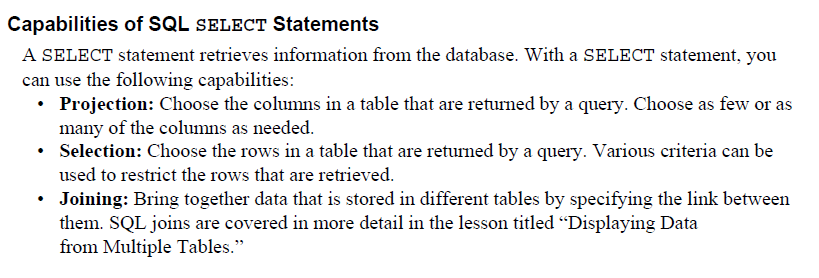 Capabilities of SQL SELECT Statements
A SELECT statement retrieves information from the database. With a SELECT statement, you
can use the following capabilities:
• Projection: Choose the columns in a table that are returned by a query. Choose as few or as
many of the columns as needed.
• Selection: Choose the rows in a table that are returned by a query. Various criteria can be
used to restrict the rows that are retrieved.
• Joining: Bring together data that is stored in different tables by specifying the link between
them. SQL joins are covered in more detail in the lesson titled “Displaying Data
from Multiple Tables.”